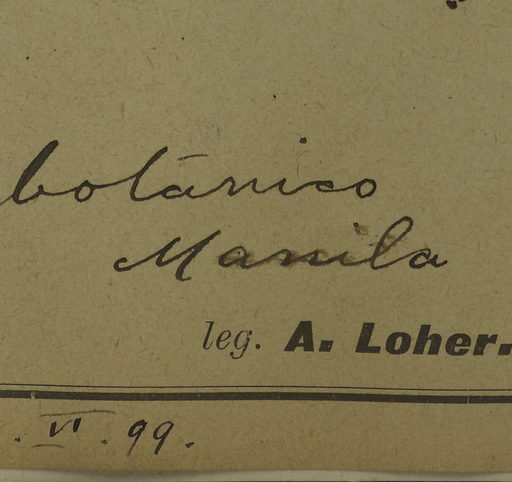 botánico
Manila
leg. A. Loher.
. VI. 99.